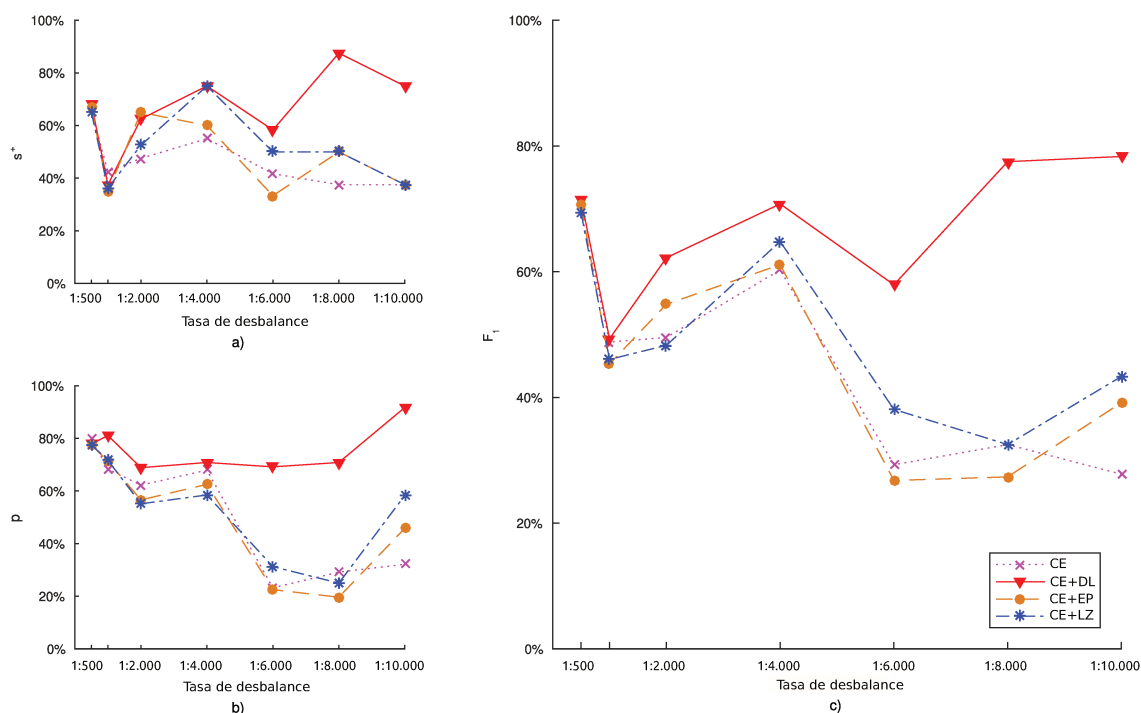 100%
80%
60%
40%
20%
0%
s+
1:500
1:2.000
1:4.000
1:6.000
1:8.000
1:10.000
Tasa de desbalance
a)
100%
80%
60%
40%
20%
0%
p
1:500
1:2.000
1:4.000
1:6.000
1:8.000
1:10.000
Tasa de desbalance
b)
100%
80%
60%
40%
20%
0%
F1
CE
CE+DL
CE+EP
CE+LZ
1:500
1:2.000
1:4.000
1:6.000
1:8.000
1:10.000
Tasa de desbalance
c)